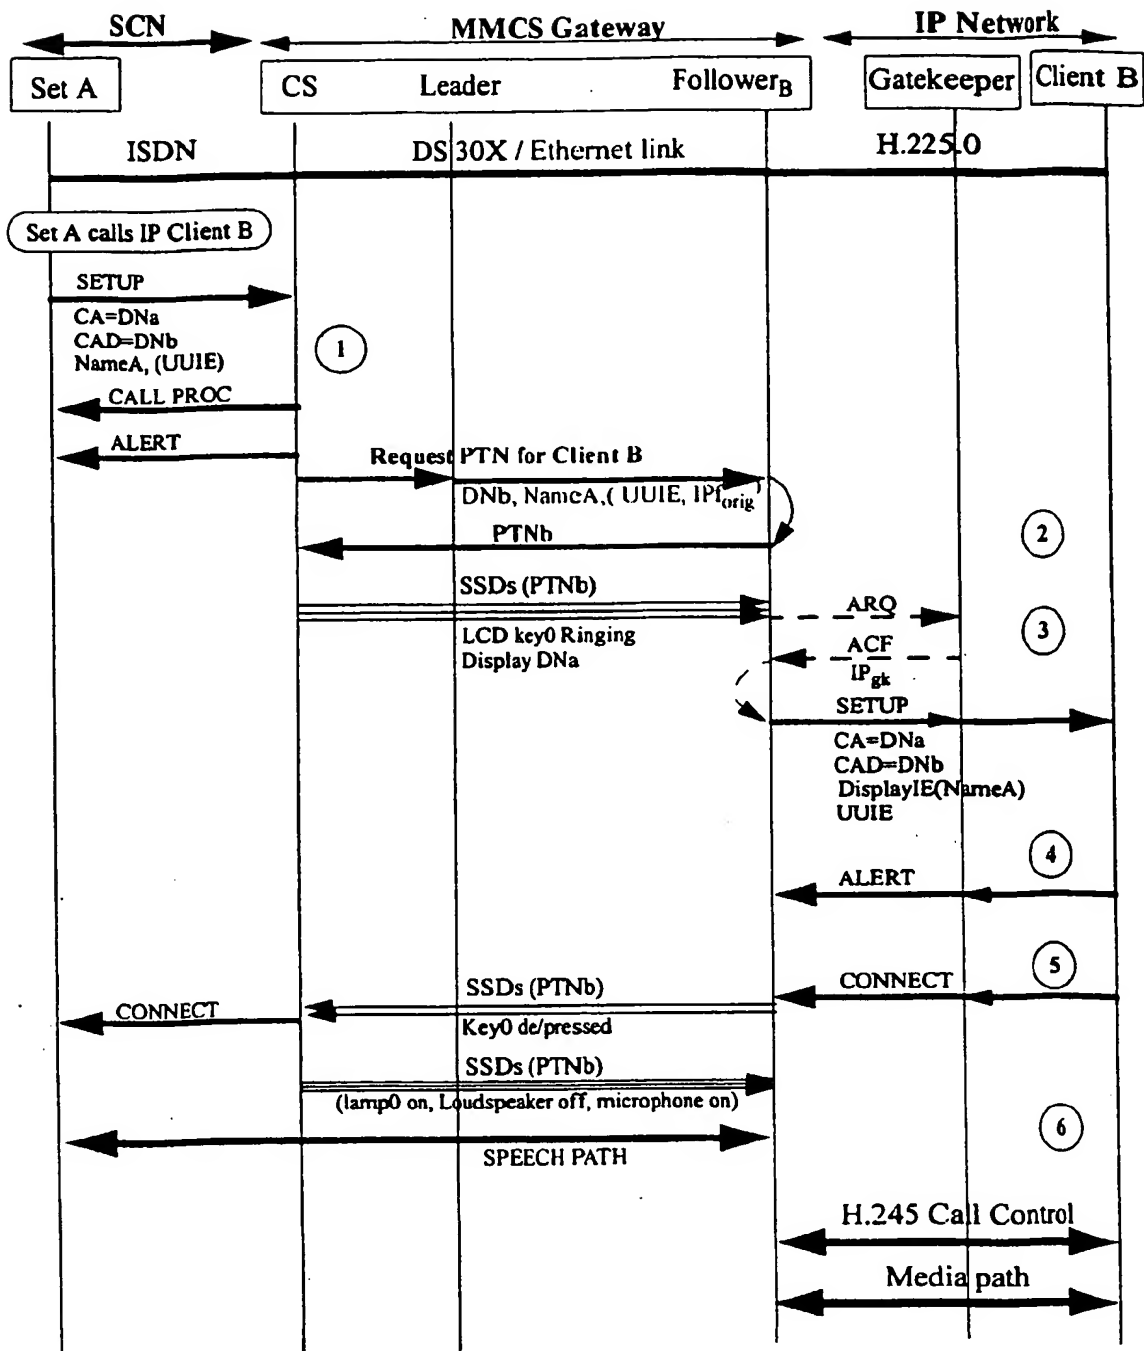 SCN
MMCS Gateway
IP Network
Set A
CS
Leader
FollowerB
Gatekeeper
Client B
ISDN
DS 30X / Ethernet link
H.225.0
Set A calls IP Client B
SETUP
CA=DNa
CAD=DNb
NameA, (UUIE)
1
CALL PROC
ALERT
Request PTN for Client B
DNb, NameA,( UUIE, IPforig)
PTNb
2
SSDs (PTNb)
LCD key0 Ringing
Display DNa
ARQ
3
ACF
IPgk
SETUP
CA=DNa
CAD=DNb
DisplayIE(NameA)
UUIE
4
ALERT
5
CONNECT
SSDs (PTNb)
CONNECT
Key0 de/pressed
SSDs (PTNb)
(lamp0 on, Loudspeaker off, microphone on)
6
SPEECH PATH
H.245 Call Control
Media path